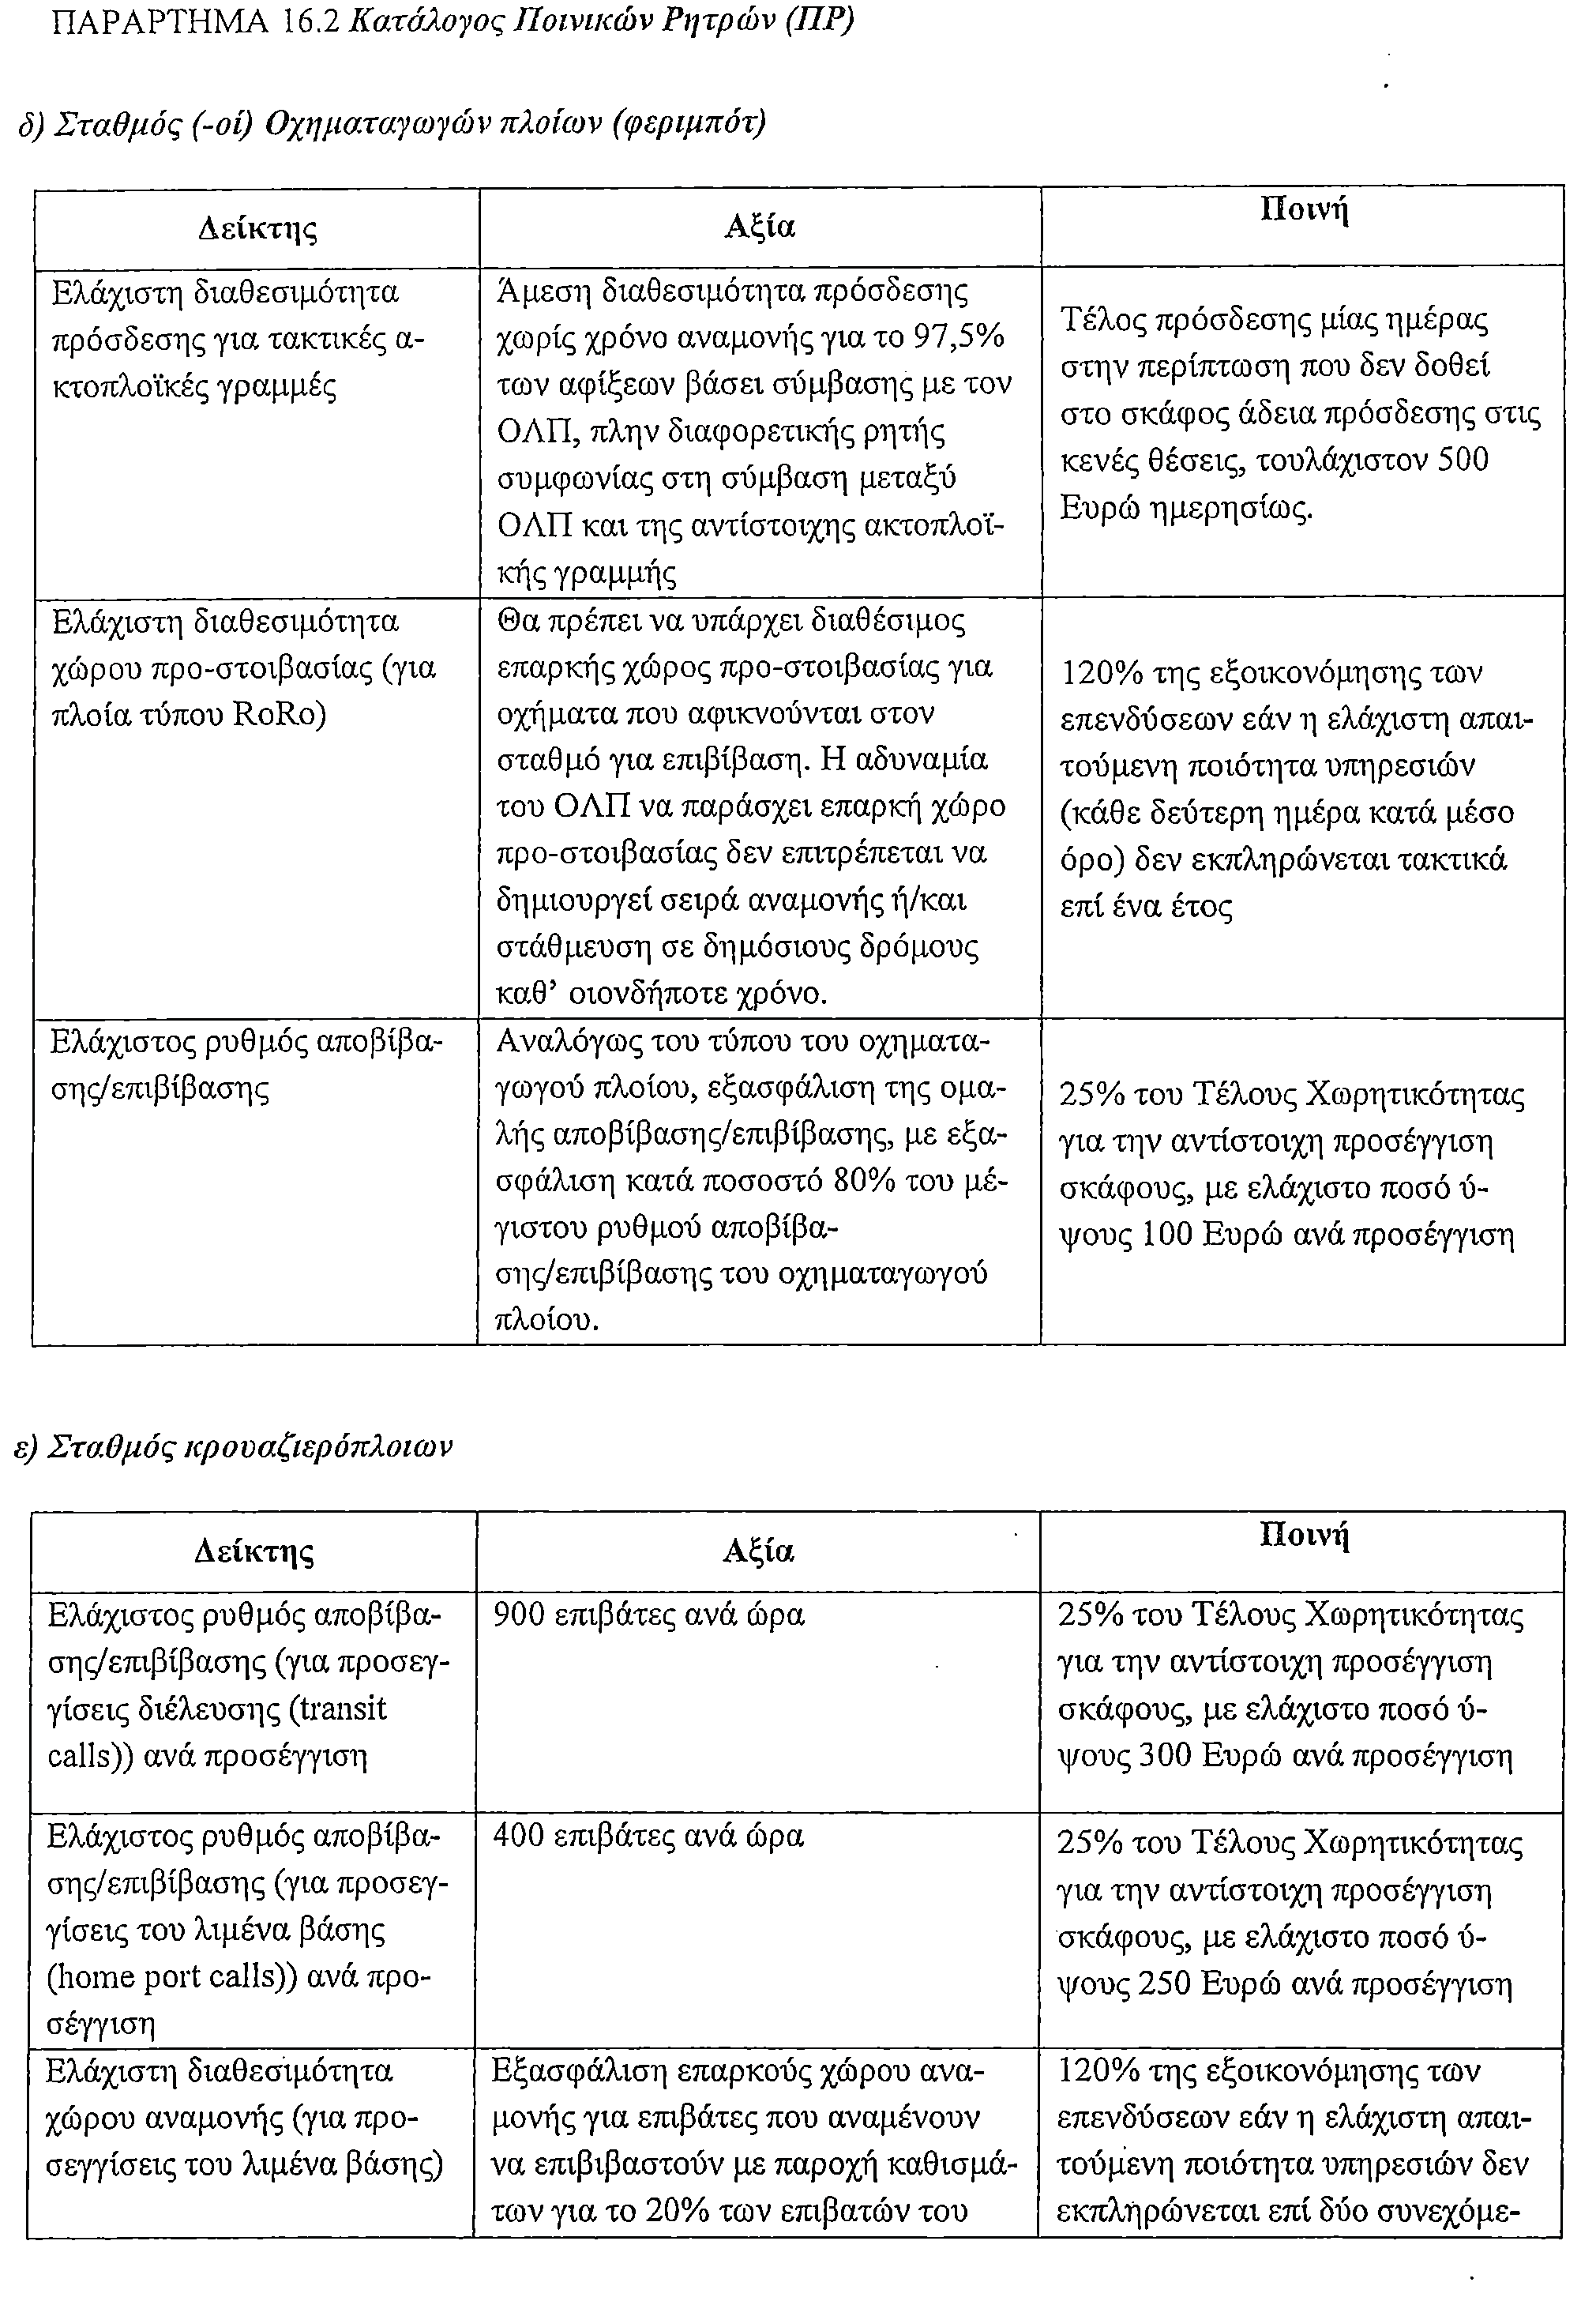 ΠΑΡΑΡΤΗΜΑ 16.2 Κατάλογος Ποινικών Ρητρών (ΠΡ)
δ) Σταθμός (-οί) Οχηματαγωγών πλοίων (φεριμπότ)
Δείκτης
Αξία
Ποινή
Ελάχιστη διαθεσιμότητα
πρόσδεσης για τακτικές α-
κτοπλοϊκές γραμμές
Άμεση διαθεσιμότητα πρόσδεσης
χωρίς χρόνο αναμονής για το 97,5%
των αφίξεων βάσει σύμβασης με τον
ΟΛΠ, πλην διαφορετικής ρητής
συμφωνίας στη σύμβαση μεταξύ
ΟΛΠ και της αντίστοιχης ακτοπλοϊ-
κής γραμμής
Τέλος πρόσδεσης μίας ημέρας
στην περίπτωση που δεν δοθεί
στο σκάφος άδεια πρόσδεσης στις
κενές θέσεις, τουλάχιστον 500
Ευρώ ημερησίως.
Ελάχιστη διαθεσιμότητα
χώρου προ-στοιβασίας (για
πλοία τύπου RoRo)
Θα πρέπει να υπάρχει διαθέσιμος
επαρκής χώρος προ-στοιβασίας για
οχήματα που αφικνούνται στον
σταθμό για επιβίβαση. Η αδυναμία
του ΟΛΠ να παράσχει επαρκή χώρο
προ-στοιβασίας δεν επιτρέπεται να
δημιουργεί σειρά αναμονής ή/και
στάθμευση σε δημόσιους δρόμους
καθ’ οιονδήποτε χρόνο.
120% της εξοικονόμησης των
επενδύσεων εάν η ελάχιστη απαι-
τούμενη ποιότητα υπηρεσιών
(κάθε δεύτερη ημέρα κατά μέσο
όρο) δεν εκπληρώνεται τακτικά
επί ένα έτος
Ελάχιστος ρυθμός αποβίβα-
σης/επιβίβασης
Αναλόγως του τύπου του οχηματα-
γωγού πλοίου, εξασφάλιση της ομα-
λής αποβίβασης/επιβίβασης, με εξα-
σφάλιση κατά ποσοστό 80% του μέ-
γιστου ρυθμού αποβίβα-
σης/επιβίβασης του οχηματαγωγού
πλοίου.
25% του Τέλους Χωρητικότητας
για την αντίστοιχη προσέγγιση
σκάφους, με ελάχιστο ποσό ύ-
ψους 100 Ευρώ ανά προσέγγιση
ε) Σταθμός κρουαζιερόπλοιων
Δείκτης
Αξία
Ποινή
Ελάχιστος ρυθμός αποβίβα-
σης/επιβίβασης (για προσεγ-
γίσεις διέλευσης (transit
calls)) ανά προσέγγιση
900 επιβάτες ανά ώρα
25% του Τέλους Χωρητικότητας
για την αντίστοιχη προσέγγιση
σκάφους, με ελάχιστο ποσό ύ-
ψους 300 Ευρώ ανά προσέγγιση
Ελάχιστος ρυθμός αποβίβα-
σης/επιβίβασης (για προσεγ-
γίσεις του λιμένα βάσης
(home port calls)) ανά προ-
σέγγιση
400 επιβάτες ανά ώρα
25% του Τέλους Χωρητικότητας
για την αντίστοιχη προσέγγιση
σκάφους, με ελάχιστο ποσό ύ-
ψους 250 Ευρώ ανά προσέγγιση
Ελάχιστη διαθεσιμότητα
χώρου αναμονής (για προ-
σεγγίσεις του λιμένα βάσης)
Εξασφάλιση επαρκούς χώρου ανα-
μονής για επιβάτες που αναμένουν
να επιβιβαστούν με παροχή καθισμά-
των για το 20% των επιβατών του
120% της εξοικονόμησης των
επενδύσεων εάν η ελάχιστη απαι-
τούμενη ποιότητα υπηρεσιών δεν
εκπληρώνεται επί δύο συνεχόμε-